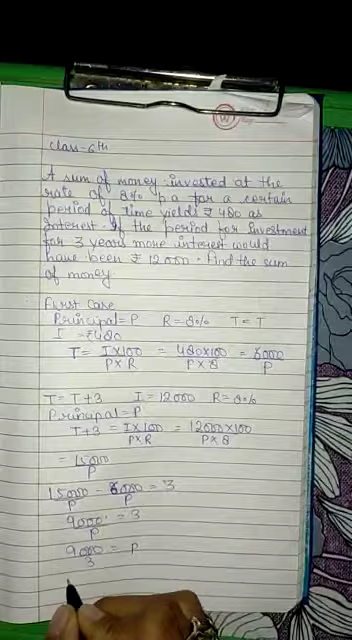 Class-6th
A sum of money invested at the
rate of 8% p a for a certain
period of time yields ₹ 480 as
interest. If the period for Investment
for 3 years more interest would
have been ₹ 12000. Find the sum
of money
First Case
Principal = P R = 8% T = T
I = ₹480
T = I×100 / P×R = 480×100 / P×8 = 6000 / P
T = T+3 I = 12000 R = 8%
Principal = P
T+3 = I×100 / P×R = 12000×100 / P×8
= 15000 / P
15000 / P - 6000 / P = 3
9000 / P = 3
9000 / 3 = P